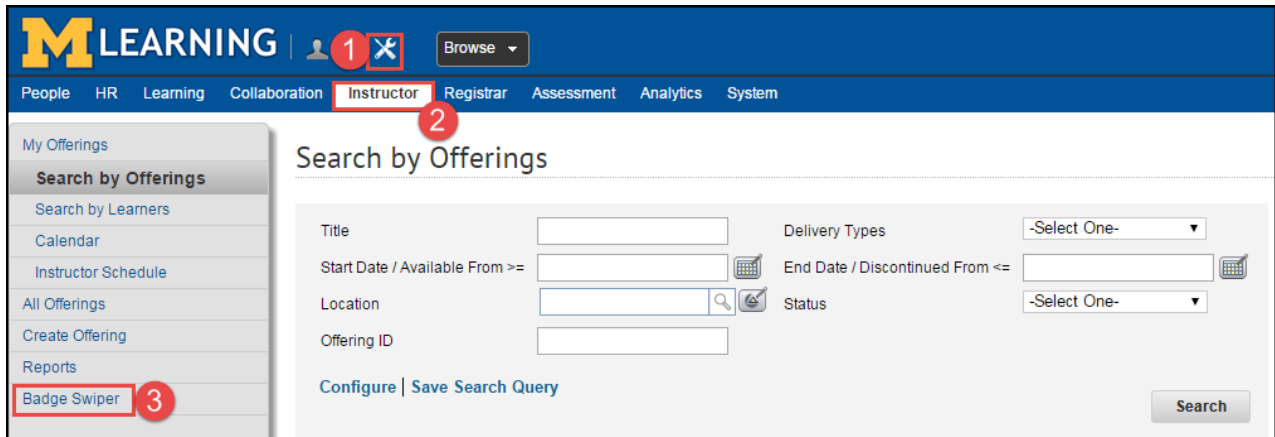 M LEARNING 1 Browse
People HR Learning Collaboration Instructor Registrar Assessment Analytics System
2
My Offerings
Search by Offerings
Search by Learners
Calendar
Instructor Schedule
All Offerings
Create Offering
Reports
Badge Swiper 3
Search by Offerings
Title Delivery Types -Select One-
Start Date / Available From >= End Date / Discontinued From <=
Location Status -Select One-
Offering ID
Configure | Save Search Query
Search